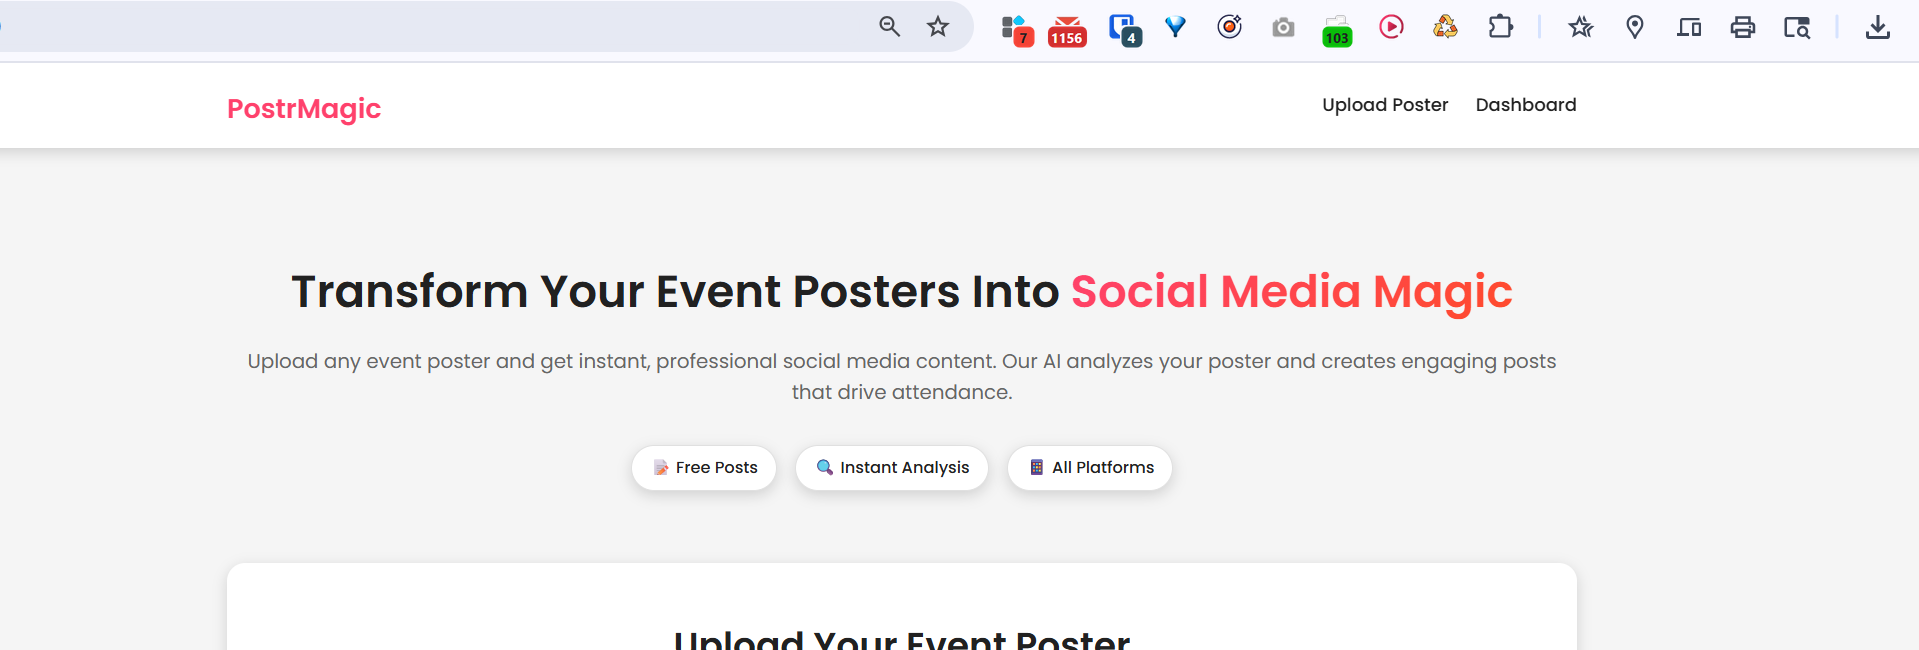 7
1156
4
103
PostrMagic
Upload Poster
Dashboard
Transform Your Event Posters Into Social Media Magic
Upload any event poster and get instant, professional social media content. Our AI analyzes your poster and creates engaging posts
that drive attendance.
Free Posts
Instant Analysis
All Platforms
Upload Your Event Poster